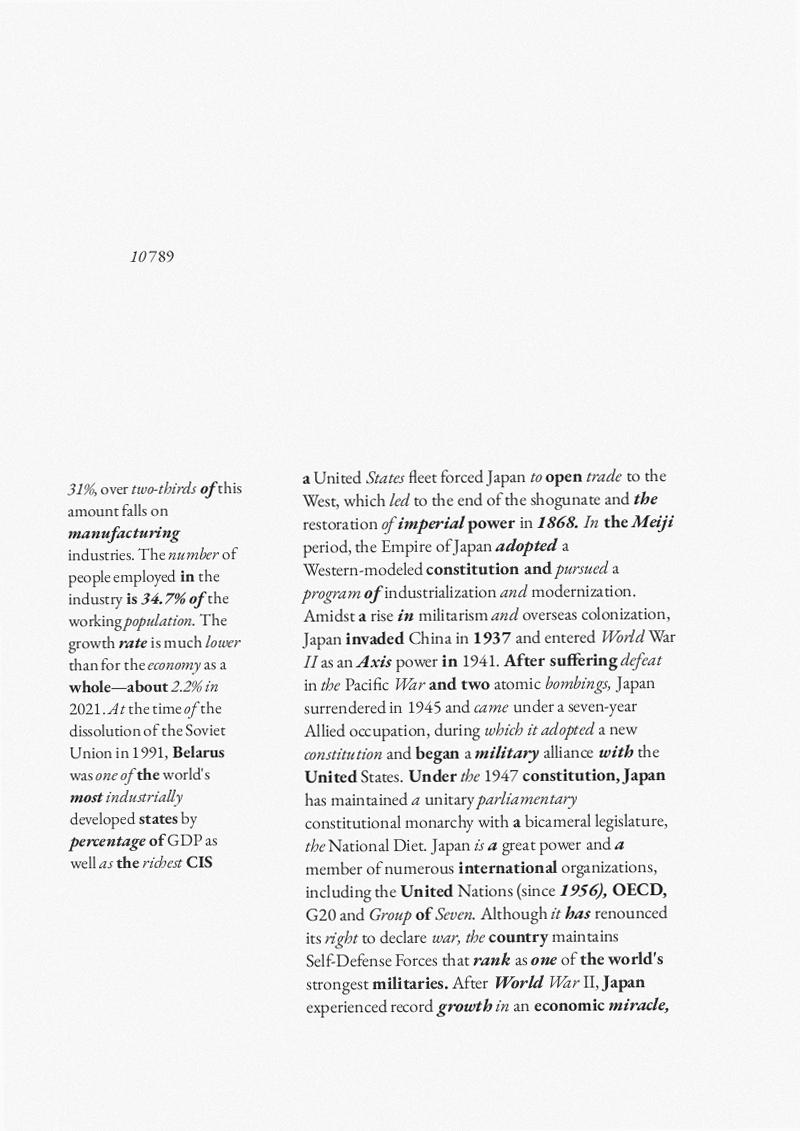 10789
31%, over two-thirds of this
amount falls on
manufacturing
industries. The number of
people employed in the
industry is 34.7% of the
working population. The
growth rate is much lower
than for the economy as a
whole—about 2.2% in
2021. At the time of the
dissolution of the Soviet
Union in 1991, Belarus
was one of the world's
most industrially
developed states by
percentage of GDP as
well as the richest CIS
a United States fleet forced Japan to open trade to the
West, which led to the end of the shogunate and the
restoration of imperial power in 1868. In the Meiji
period, the Empire of Japan adopted a
Western-modeled constitution and pursued a
program of industrialization and modernization.
Amidst a rise in militarism and overseas colonization,
Japan invaded China in 1937 and entered World War
II as an Axis power in 1941. After suffering defeat
in the Pacific War and two atomic bombings, Japan
surrendered in 1945 and came under a seven-year
Allied occupation, during which it adopted a new
constitution and began a military alliance with the
United States. Under the 1947 constitution, Japan
has maintained a unitary parliamentary
constitutional monarchy with a bicameral legislature,
the National Diet. Japan is a great power and a
member of numerous international organizations,
including the United Nations (since 1956), OECD,
G20 and Group of Seven. Although it has renounced
its right to declare war, the country maintains
Self-Defense Forces that rank as one of the world's
strongest militaries. After World War II, Japan
experienced record growth in an economic miracle,